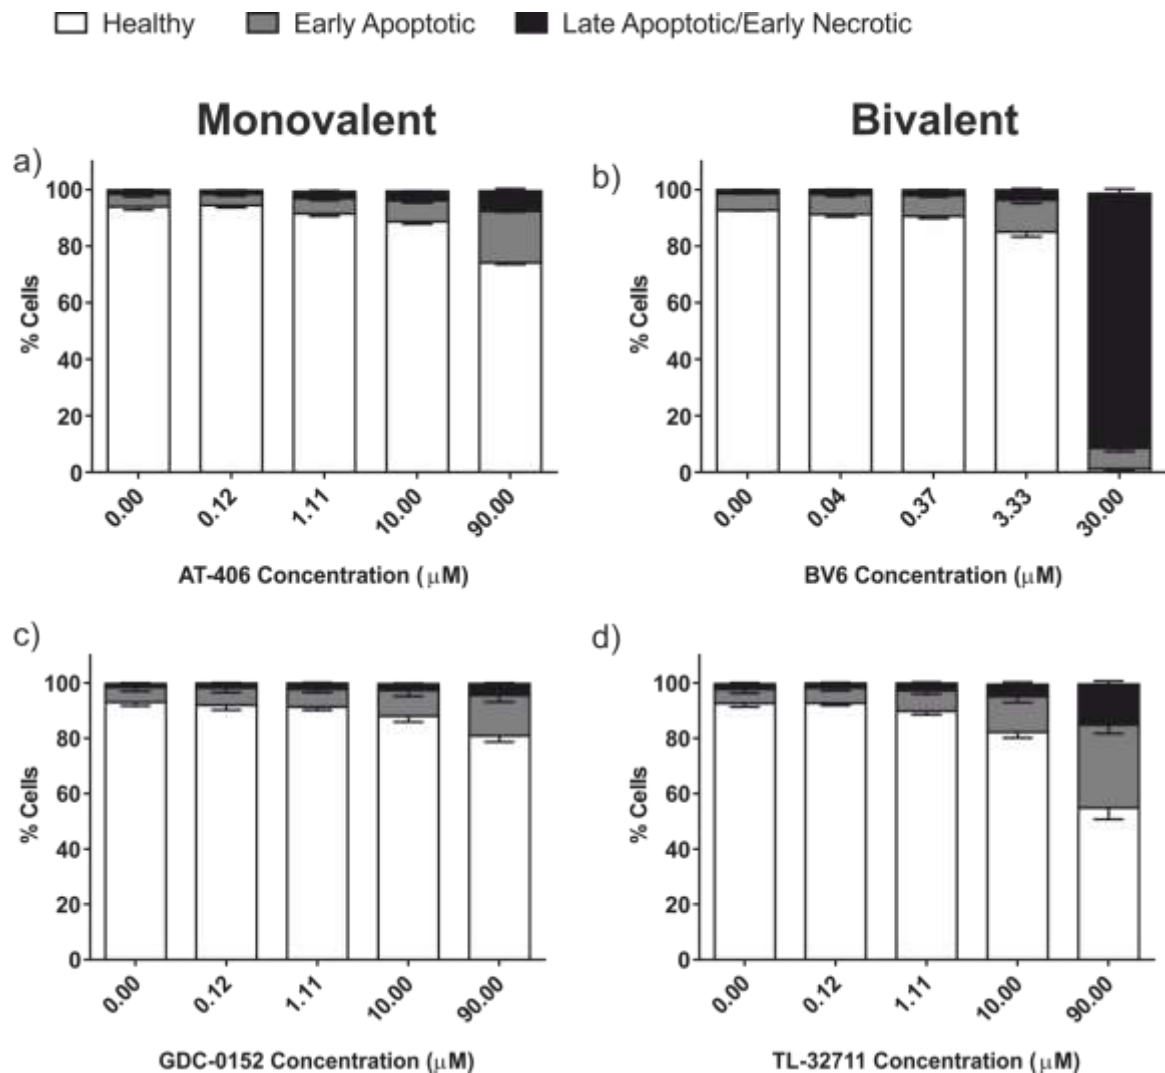 Healthy Early Apoptotic Late Apoptotic/Early Necrotic
Monovalent
Bivalent
a)
100
80
60
40
20
0
% Cells
0.00 0.12 1.11 10.00 90.00
AT-406 Concentration (μM)
b)
100
80
60
40
20
0
% Cells
0.00 0.04 0.37 3.33 30.00
BV6 Concentration (μM)
c)
100
80
60
40
20
0
% Cells
0.00 0.12 1.11 10.00 90.00
GDC-0152 Concentration (μM)
d)
100
80
60
40
20
0
% Cells
0.00 0.12 1.11 10.00 90.00
TL-32711 Concentration (μM)